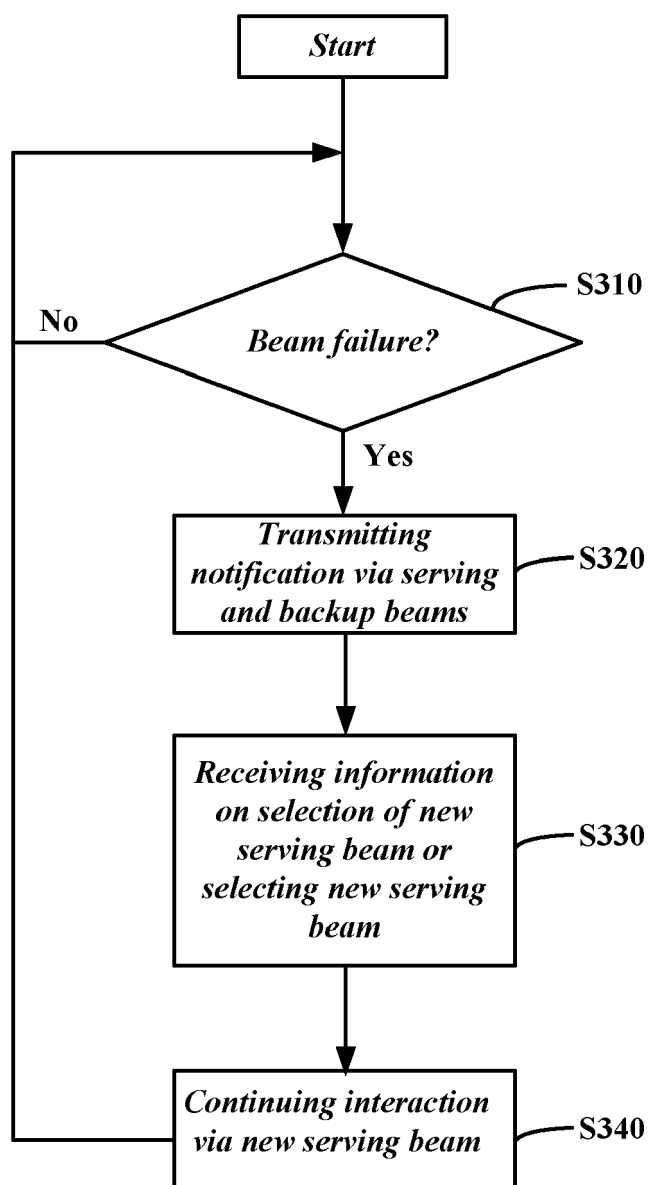 Start
S310
No
Beam failure?
Yes
Transmitting
notification via serving
and backup beams
S320
Receiving information
on selection of new
serving beam or
selecting new serving
beam
S330
Continuing interaction
via new serving beam
S340